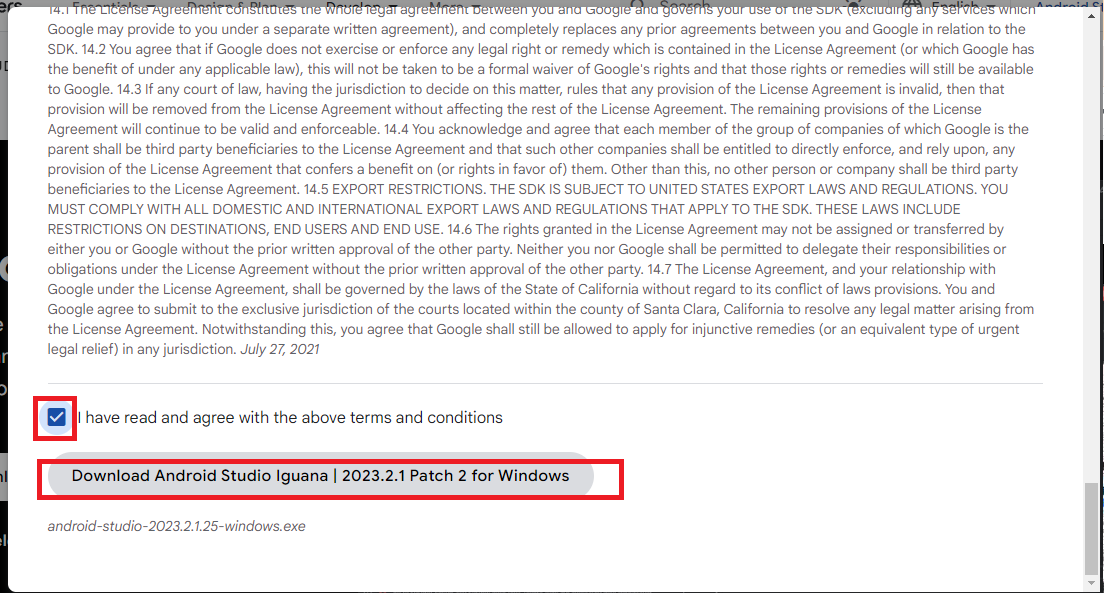 14.1 The License Agreement constitutes the whole legal agreement between you and Google and governs your use of the SDK (excluding any services which
Google may provide to you under a separate written agreement), and completely replaces any prior agreements between you and Google in relation to the
SDK. 14.2 You agree that if Google does not exercise or enforce any legal right or remedy which is contained in the License Agreement (or which Google has
the benefit of under any applicable law), this will not be taken to be a formal waiver of Google's rights and that those rights or remedies will still be available
to Google. 14.3 If any court of law, having the jurisdiction to decide on this matter, rules that any provision of the License Agreement is invalid, then that
provision will be removed from the License Agreement without affecting the rest of the License Agreement. The remaining provisions of the License
Agreement will continue to be valid and enforceable. 14.4 You acknowledge and agree that each member of the group of companies of which Google is the
parent shall be third party beneficiaries to the License Agreement and that such other companies shall be entitled to directly enforce, and rely upon, any
provision of the License Agreement that confers a benefit on (or rights in favor of) them. Other than this, no other person or company shall be third party
beneficiaries to the License Agreement. 14.5 EXPORT RESTRICTIONS. THE SDK IS SUBJECT TO UNITED STATES EXPORT LAWS AND REGULATIONS. YOU
MUST COMPLY WITH ALL DOMESTIC AND INTERNATIONAL EXPORT LAWS AND REGULATIONS THAT APPLY TO THE SDK. THESE LAWS INCLUDE
RESTRICTIONS ON DESTINATIONS, END USERS AND END USE. 14.6 The rights granted in the License Agreement may not be assigned or transferred by
either you or Google without the prior written approval of the other party. Neither you nor Google shall be permitted to delegate their responsibilities or
obligations under the License Agreement without the prior written approval of the other party. 14.7 The License Agreement, and your relationship with
Google under the License Agreement, shall be governed by the laws of the State of California without regard to its conflict of laws provisions. You and
Google agree to submit to the exclusive jurisdiction of the courts located within the county of Santa Clara, California to resolve any legal matter arising from
the License Agreement. Notwithstanding this, you agree that Google shall still be allowed to apply for injunctive remedies (or an equivalent type of urgent
legal relief) in any jurisdiction. July 27, 2021
I have read and agree with the above terms and conditions
Download Android Studio Iguana | 2023.2.1 Patch 2 for Windows
android-studio-2023.2.1.25-windows.exe